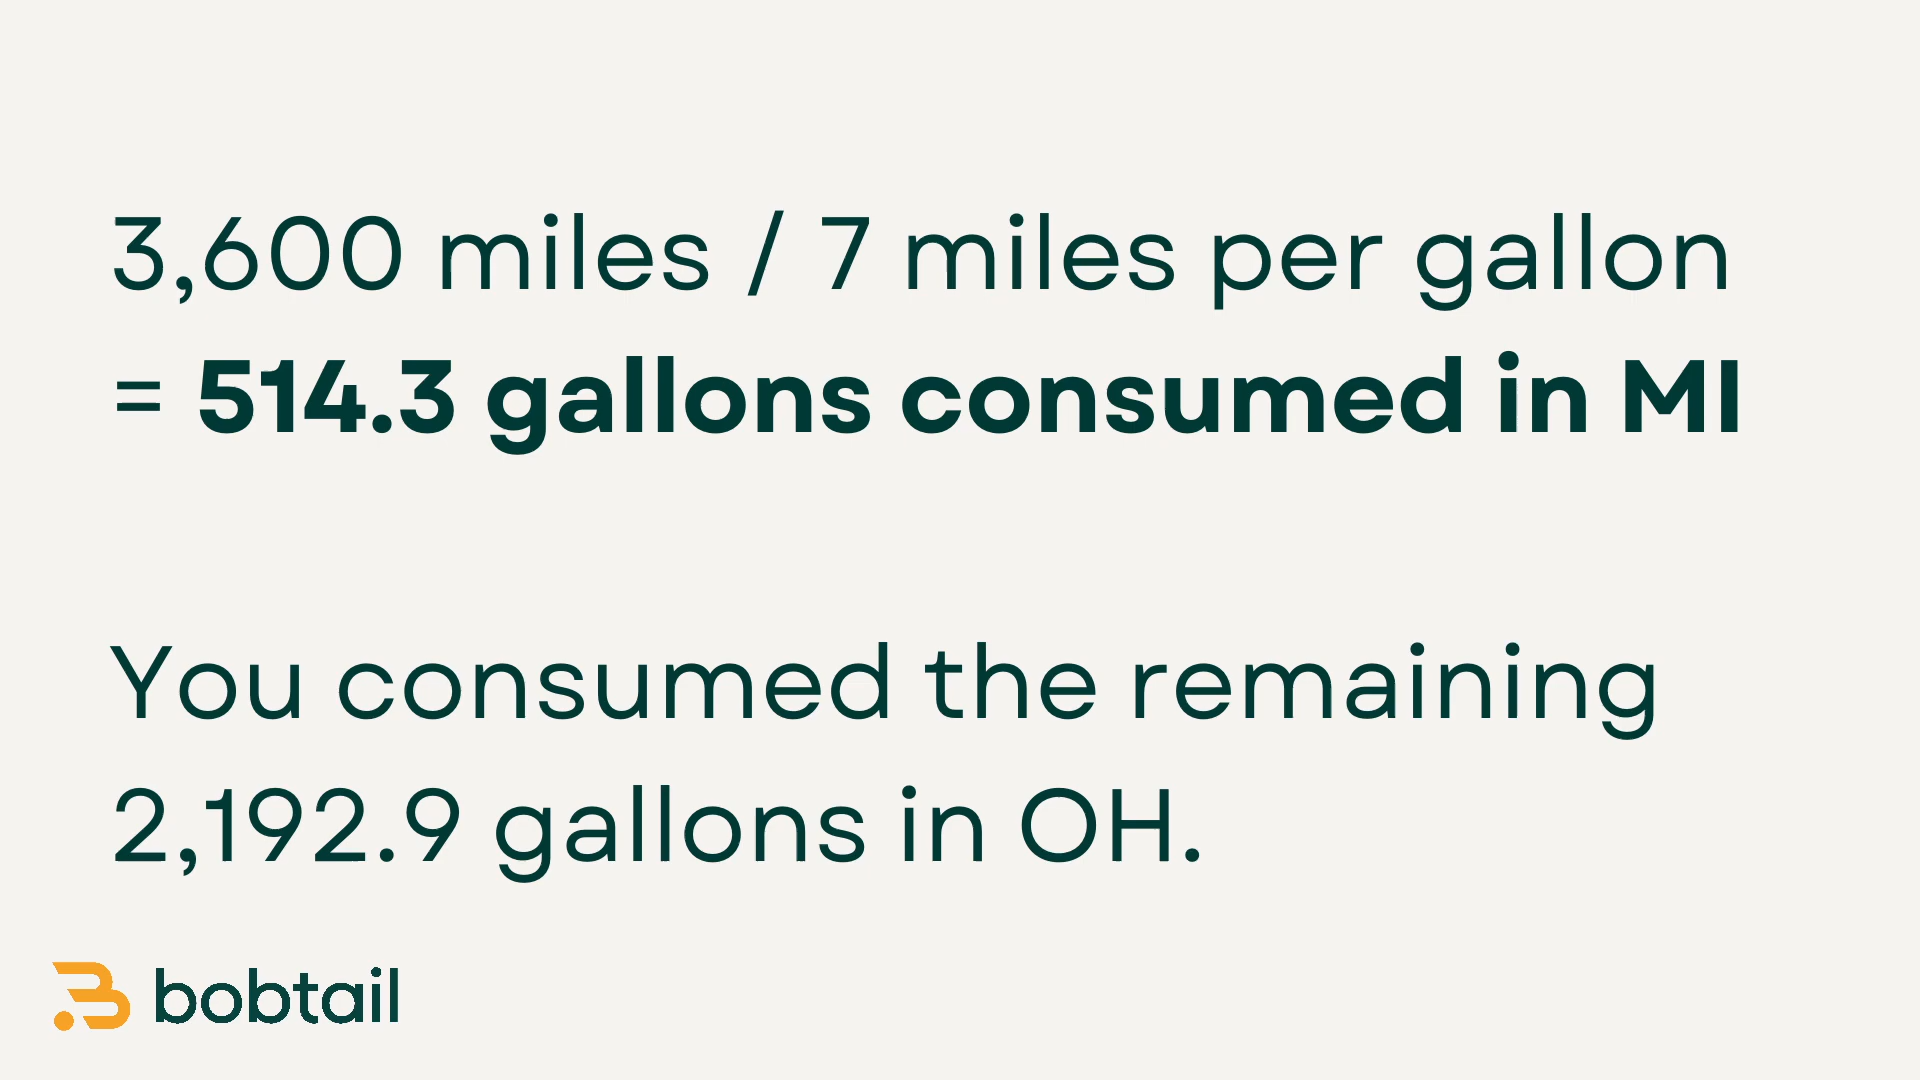 3,600 miles / 7 miles per gallon
= 514.3 gallons consumed in MI
You consumed the remaining
2,192.9 gallons in OH.
bobtail